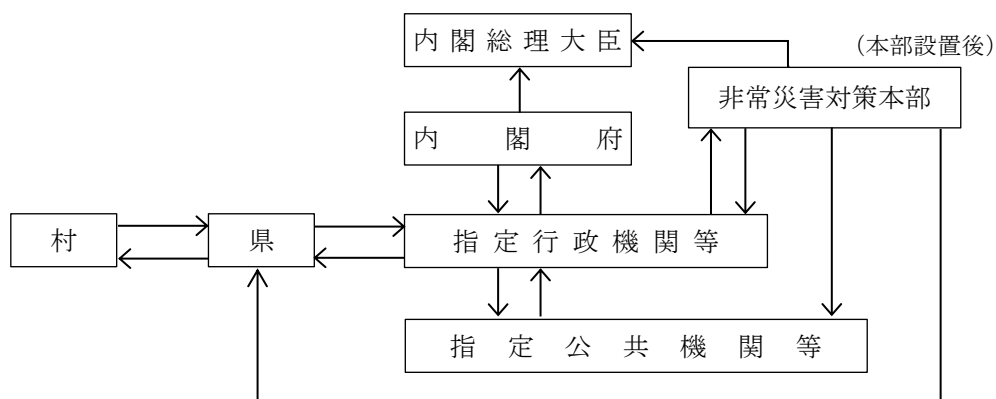 内閣総理大臣
（本部設置後）
非常災害対策本部
内閣府
村
県
指定行政機関等
指定公共機関等